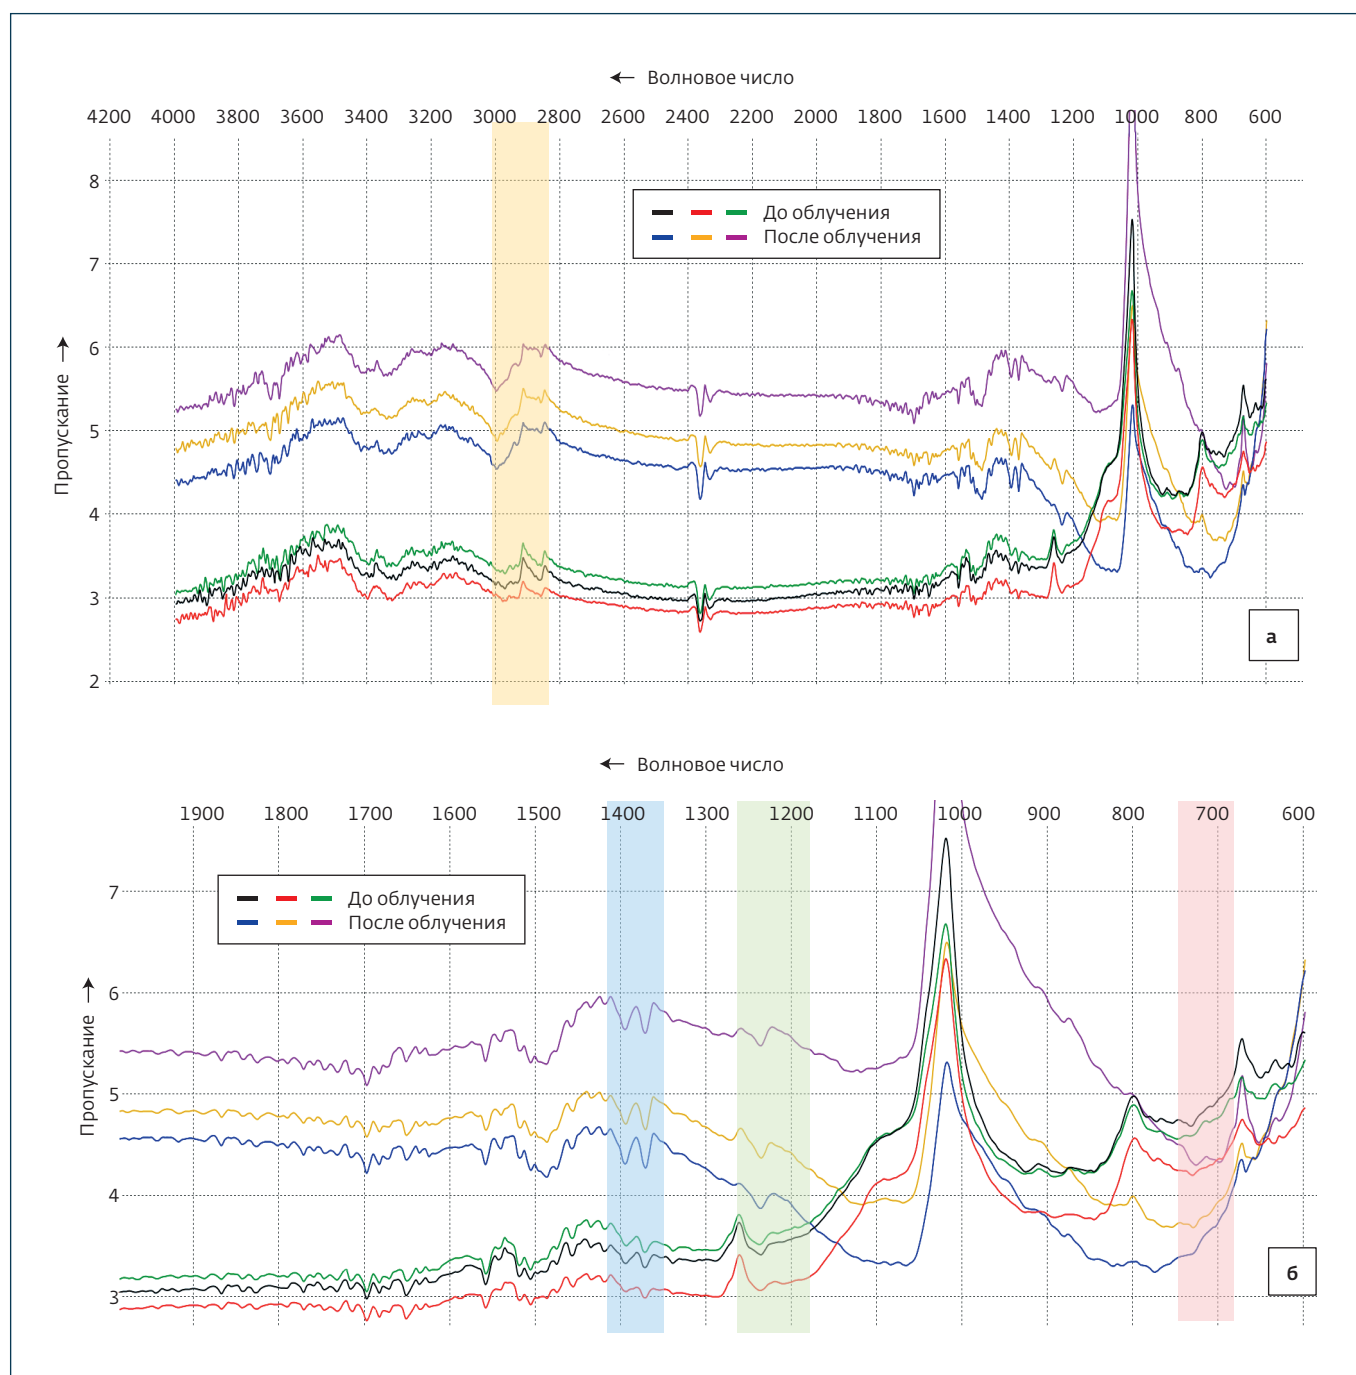 ← Волновое число
4200 4000 3800 3600 3400 3200 3000 2800 2600 2400 2200 2000 1800 1600 1400 1200 1000 800 600
8
7
6
5
4
3
2
Пропускание →
До облучения
После облучения
а
← Волновое число
1900 1800 1700 1600 1500 1400 1300 1200 1100 1000 900 800 700 600
7
6
5
4
3
Пропускание →
До облучения
После облучения
б